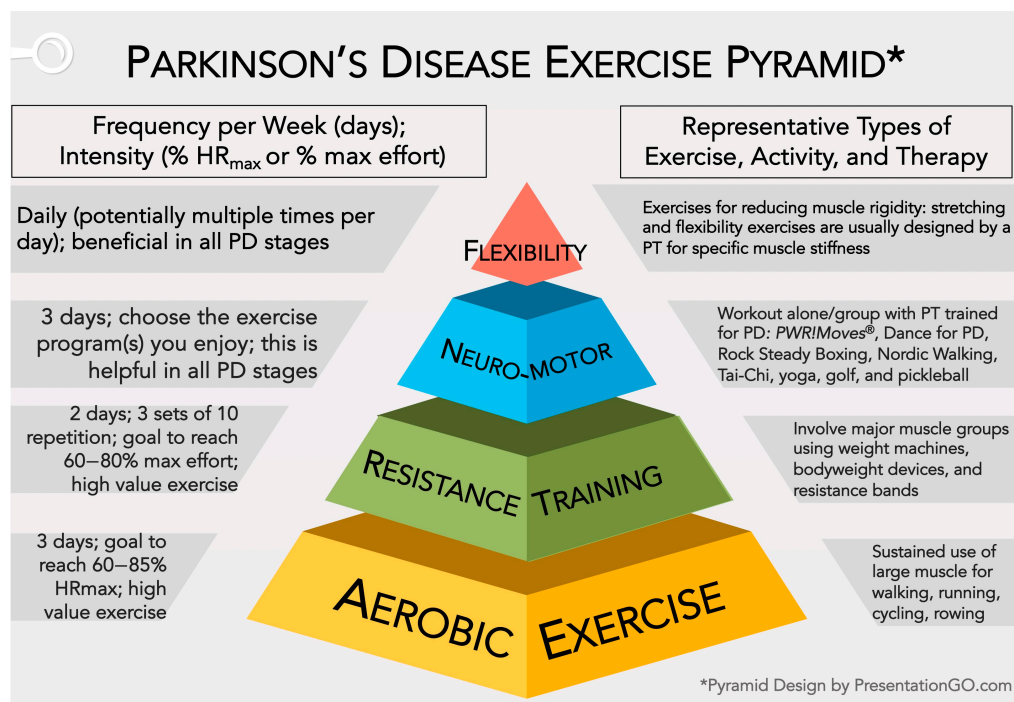 PARKINSON'S DISEASE EXERCISE PYRAMID*
Frequency per Week (days);
Intensity (% HRmax or % max effort)
Representative Types of
Exercise, Activity, and Therapy
Daily (potentially multiple times per
day); beneficial in all PD stages
FLEXIBILITY
Exercises for reducing muscle rigidity: stretching
and flexibility exercises are usually designed by a
PT for specific muscle stiffness
3 days; choose the exercise
program(s) you enjoy; this is
helpful in all PD stages
NEURO-MOTOR
Workout alone/group with PT trained
for PD: PWR!Moves®, Dance for PD,
Rock Steady Boxing, Nordic Walking,
Tai-Chi, yoga, golf, and pickleball
2 days; 3 sets of 10
repetition; goal to reach
60–80% max effort;
high value exercise
RESISTANCE TRAINING
Involve major muscle groups
using weight machines,
bodyweight devices, and
resistance bands
3 days; goal to
reach 60–85%
HRmax; high
value exercise
AEROBIC EXERCISE
Sustained use of
large muscle for
walking, running,
cycling, rowing
*Pyramid Design by PresentationGO.com